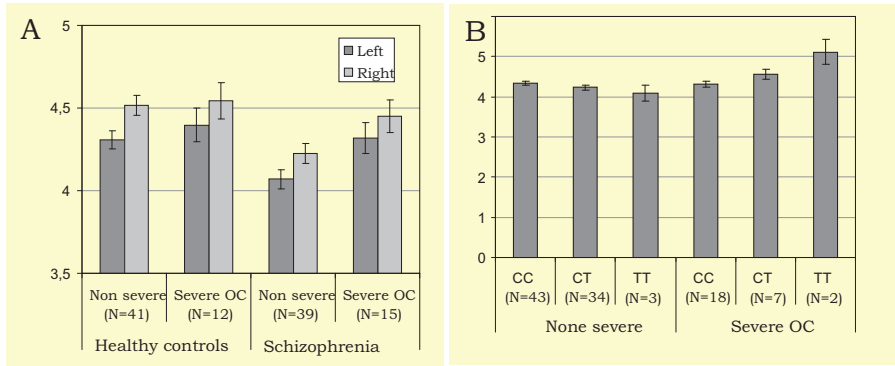 A
5
4,5
4
3,5
Left
Right
Non severe Severe OC Non severe Severe OC
(N=41) (N=12) (N=39) (N=15)
Healthy controls Schizophrenia
B
5
4
3
2
1
0
CC CT TT CC CT TT
(N=43) (N=34) (N=3) (N=18) (N=7) (N=2)
None severe Severe OC